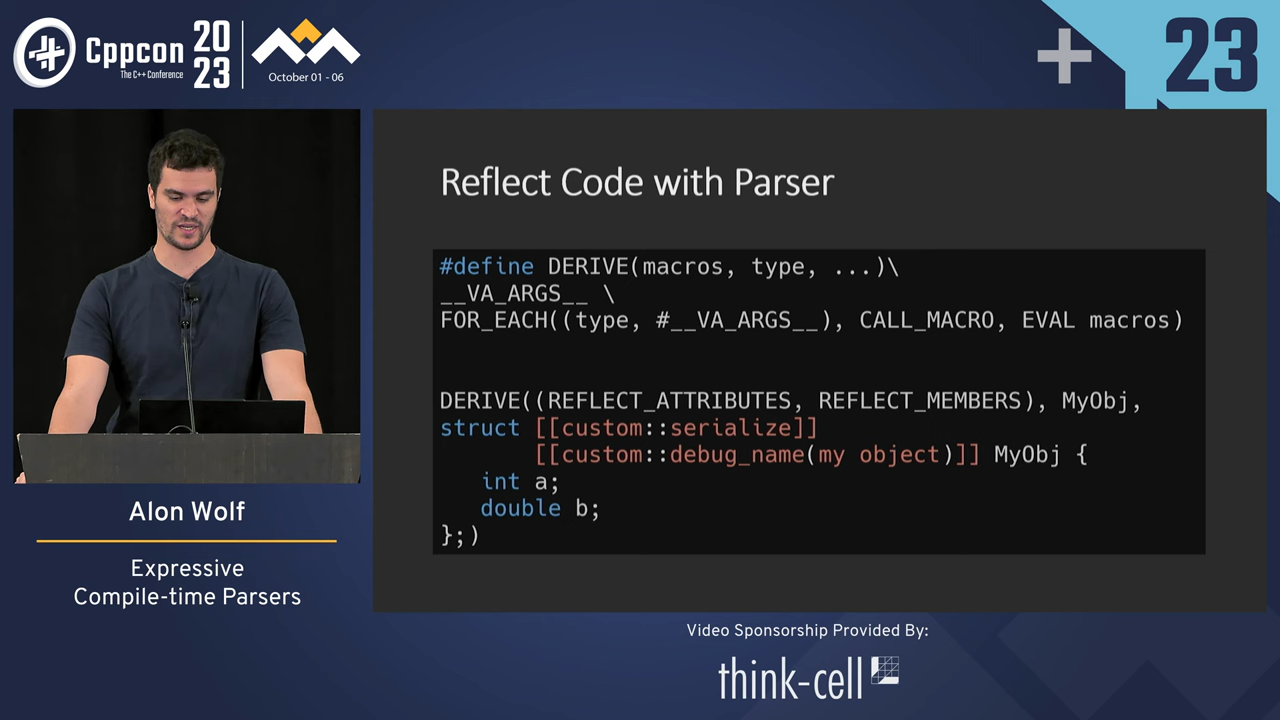 Cppcon
The C++ Conference
20
23
October 01 - 06
23
Reflect Code with Parser
#define DERIVE(macros, type, ...)\
__VA_ARGS__ \
FOR_EACH((type, #__VA_ARGS__), CALL_MACRO, EVAL macros)
DERIVE((REFLECT_ATTRIBUTES, REFLECT_MEMBERS), MyObj,
struct [[custom::serialize]]
[[custom::debug_name(my object)]] MyObj {
int a;
double b;
};)
Alon Wolf
Expressive
Compile-time Parsers
Video Sponsorship Provided By:
think-cell